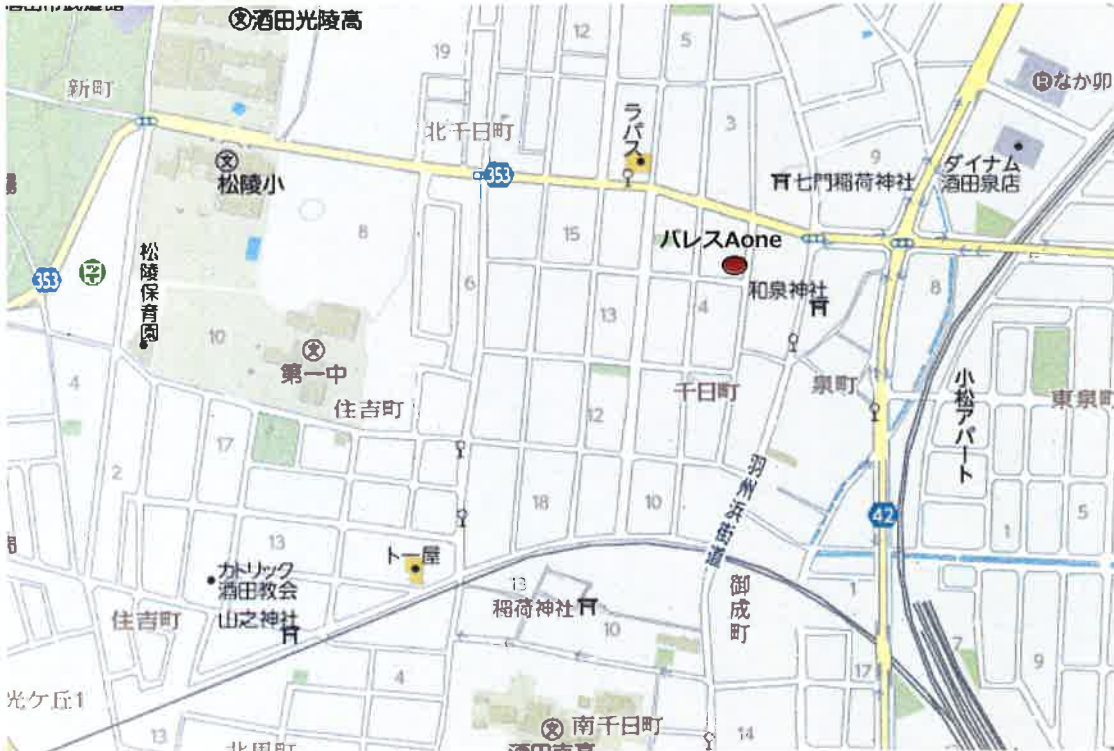 酒田光陵高
19
12
5
なか卯
新町
北千日町
ラパス
3
9
ダイナム
酒田泉店
353
松陵小
七門稲荷神社
8
15
パレスAone
353
松陵保育園
6
和泉神社
8
10
13
4
第一中
4
千日町
泉町
小松アパート
東泉町
住吉町
12
17
2
羽州浜街道
18
10
42
5
1
13
トー屋
カトリック
酒田教会
13
稲荷神社
御成町
1
住吉町
山之神社
10
7
9
17
4
光ケ丘1
南千日町
14
13
酒田南高